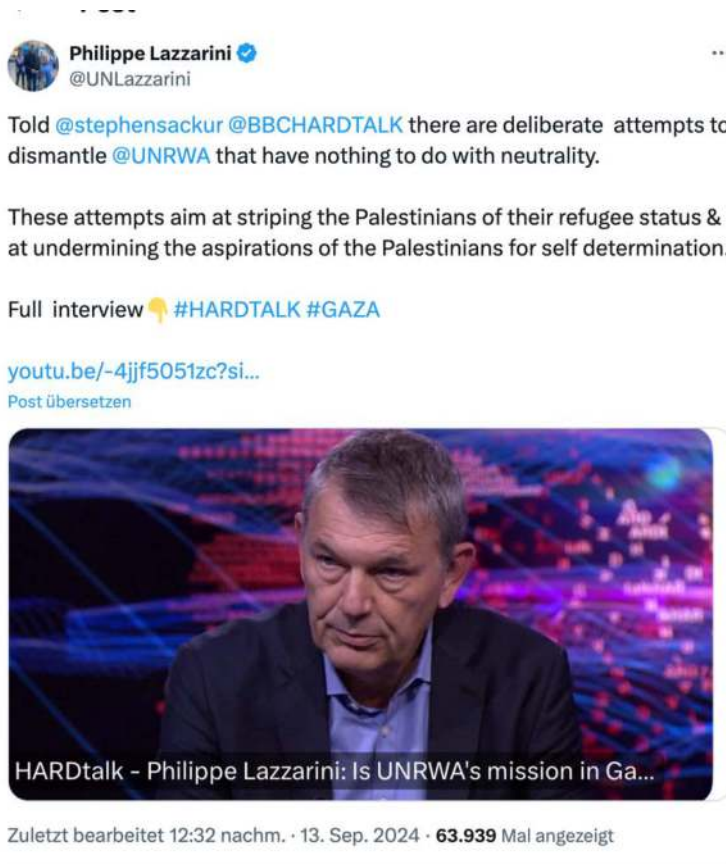 Philippe Lazzarini
@UNLazzarini
Told @stephensackur @BBCHARDTALK there are deliberate attempts to
dismantle @UNRWA that have nothing to do with neutrality.
These attempts aim at striping the Palestinians of their refugee status &
at undermining the aspirations of the Palestinians for self determination.
Full interview👇 #HARDTALK #GAZA
youtu.be/-4jjf5051zc?si...
Post übersetzen
HARDtalk - Philippe Lazzarini: Is UNRWA's mission in Ga...
Zuletzt bearbeitet 12:32 nachm. · 13. Sep. 2024 · 63.939 Mal angezeigt